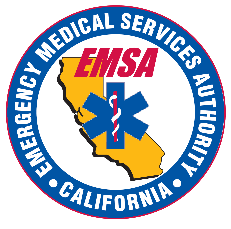 EMERGENCY MEDICAL SERVICES AUTHORITY
EMSA
• CALIFORNIA •